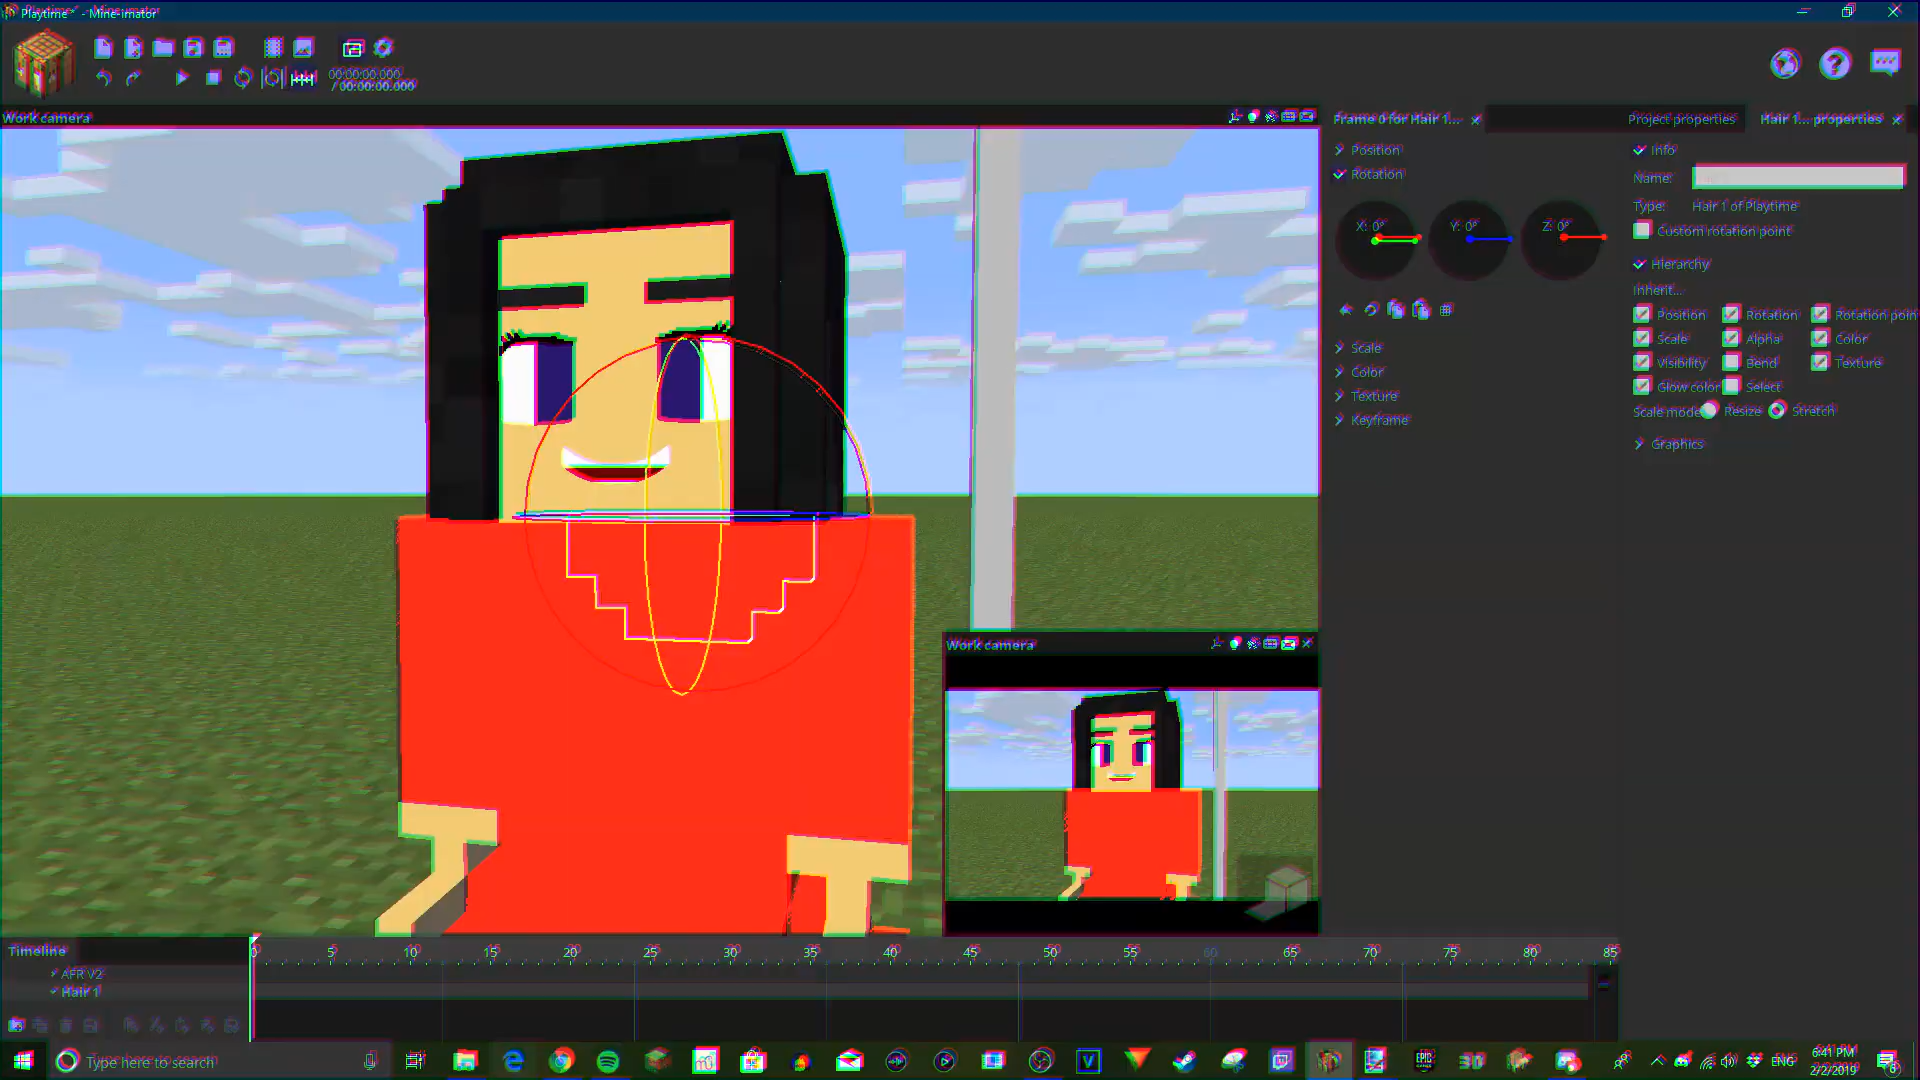 Playtime* - Mine-imator
00:00:00.000
/ 00:00:00.000
Work camera
Frame 0 for Hair 1...
Project properties
Hair 1... properties
Position
Rotation
X: 0°
Y: 0°
Z: 0°
Scale
Color
Texture
Keyframe
Info
Name:
Type: Hair 1 of Playtime
Custom rotation point
Hierarchy
Inherit...
Position Rotation Rotation point
Scale Alpha Color
Visibility Bend Texture
Glow color Select
Scale mode Resize Stretch
Graphics
Work camera
Timeline
0 5 10 15 20 25 30 35 40 45 50 55 60 65 70 75 80 85
AFR V2
Hair 1
Type here to search
V
EPIC
GAMES
3D
ENG
6:41 PM
2/2/2019